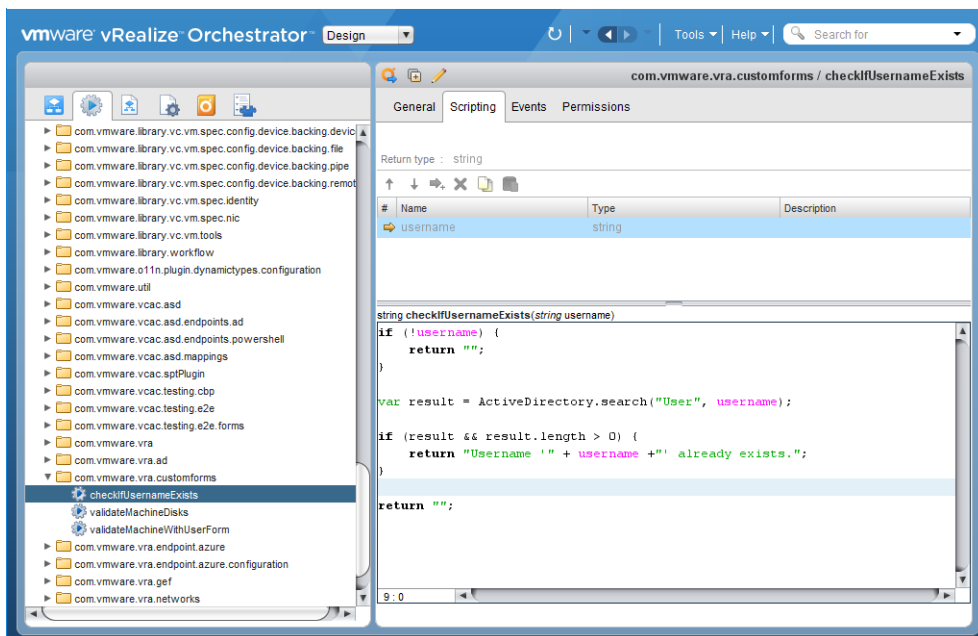 vmware vRealize Orchestrator Design Tools Help Search for
com.vmware.vra.customforms / checkIfUsernameExists
General Scripting Events Permissions
com.vmware.library.vc.vm.spec.config.device.backing.devic
com.vmware.library.vc.vm.spec.config.device.backing.file
com.vmware.library.vc.vm.spec.config.device.backing.pipe
com.vmware.library.vc.vm.spec.config.device.backing.remot
com.vmware.library.vc.vm.spec.identity
com.vmware.library.vc.vm.spec.nic
com.vmware.library.vc.vm.tools
com.vmware.library.workflow
com.vmware.o11n.plugin.dynamictypes.configuration
com.vmware.util
com.vmware.vcac.asd
com.vmware.vcac.asd.endpoints.ad
com.vmware.vcac.asd.endpoints.powershell
com.vmware.vcac.asd.mappings
com.vmware.vcac.sptPlugin
com.vmware.vcac.testing.cbp
com.vmware.vcac.testing.e2e
com.vmware.vcac.testing.e2e.forms
com.vmware.vra
com.vmware.vra.ad
com.vmware.vra.customforms
checkIfUsernameExists
validateMachineDisks
validateMachineWithUserForm
com.vmware.vra.endpoint.azure
com.vmware.vra.endpoint.azure.configuration
com.vmware.vra.gef
com.vmware.vra.networks
Return type : string
# Name Type Description
username string
string checkIfUsernameExists(string username)
if (!username) {
return "";
}
var result = ActiveDirectory.search("User", username);
if (result && result.length > 0) {
return "Username '" + username +"' already exists.";
}
return "";
9 : 0